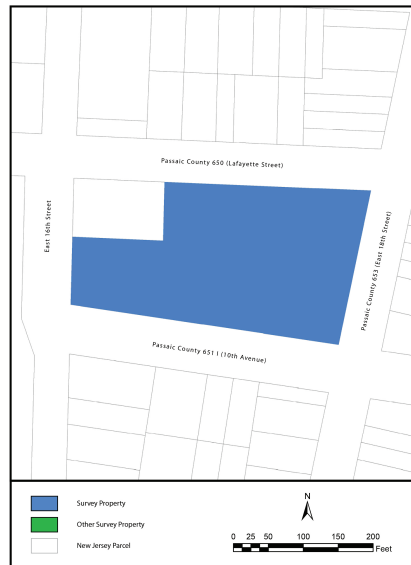 Passaic County 650 (Lafayette Street)
East 16th Street
Passaic County 653 (East 18th Street)
Passaic County 651 I (10th Avenue)
Survey Property
Other Survey Property
New Jersey Parcel
N
0 25 50 100 150 200
Feet